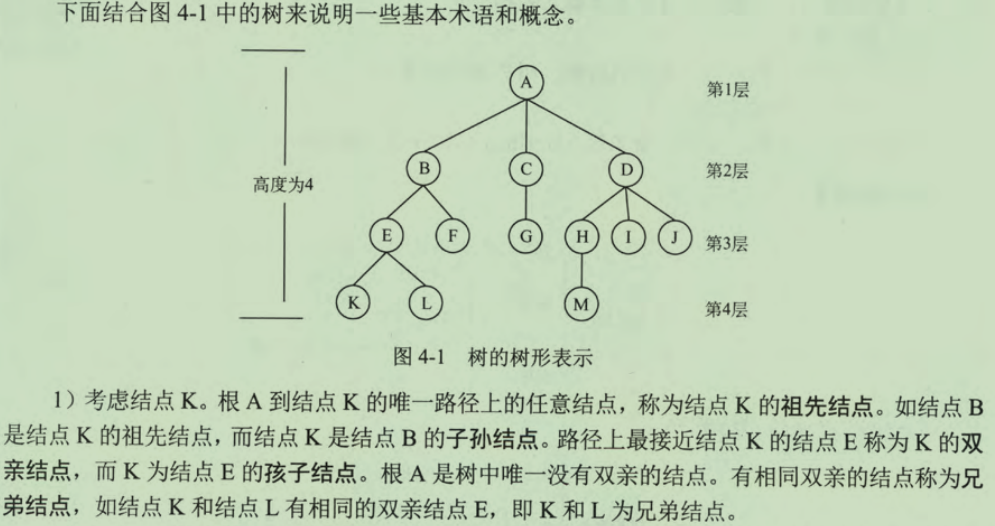 下面结合图 4-1 中的树来说明一些基本术语和概念。
A 第1层
B C D 第2层
高度为4
E F G H I J 第3层
K L M 第4层
图 4-1 树的树形表示
1）考虑结点 K。根 A 到结点 K 的唯一路径上的任意结点，称为结点 K 的祖先结点。如结点 B
是结点 K 的祖先结点，而结点 K 是结点 B 的子孙结点。路径上最接近结点 K 的结点 E 称为 K 的双
亲结点，而 K 为结点 E 的孩子结点。根 A 是树中唯一没有双亲的结点。有相同双亲的结点称为兄
弟结点，如结点 K 和结点 L 有相同的双亲结点 E，即 K 和 L 为兄弟结点。